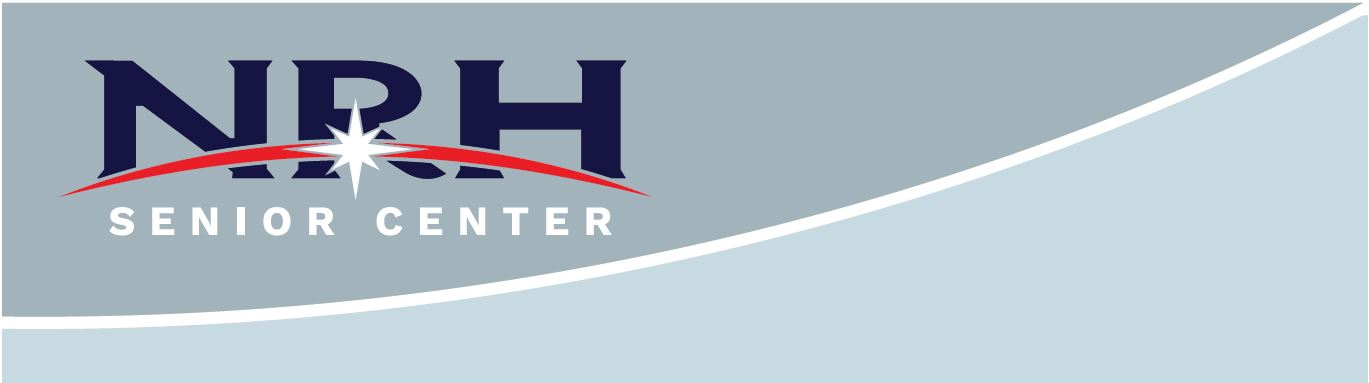 NRH
SENIOR CENTER